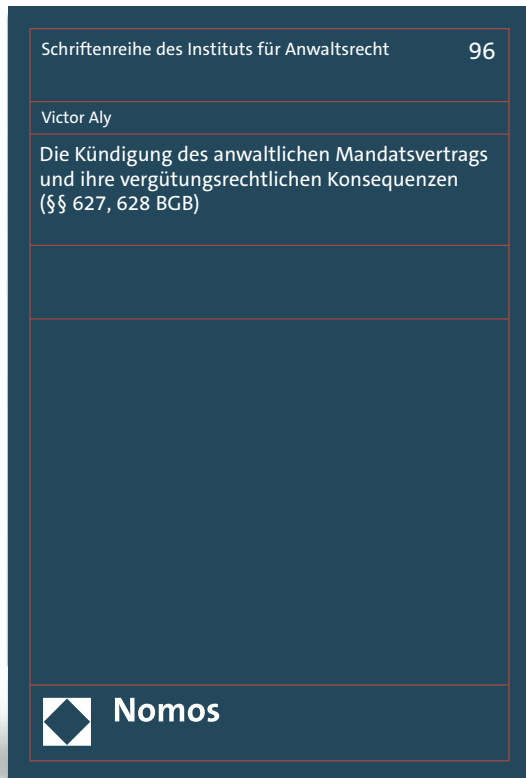 Schriftenreihe des Instituts für Anwaltsrecht 96
Victor Aly
Die Kündigung des anwaltlichen Mandatsvertrags
und ihre vergütungsrechtlichen Konsequenzen
(§§ 627, 628 BGB)
Nomos